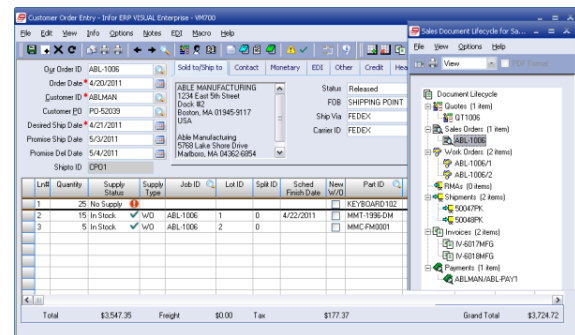 Customer Order Entry - Infor ERP VISUAL Enterprise - VM700
File Edit View Info Options Notes EDI Macro Help
Our Order ID ABL-1006
Order Date * 4/20/2011
Customer ID * ABLMAN
Customer PO PO-52039
Desired Ship Date * 4/21/2011
Promise Ship Date 5/3/2011
Promise Del Date 5/4/2011
Shipto ID CP01
Sold to/Ship to Contact Monetary EDI Other Credit
ABLE MANUFACTURING
1234 East 5th Street
Dock #2
Boston, MA 01945-9117
USA
Able Manufacturing
5768 Lake Shore Drive
Marlboro, MA 04362-6854
Status Released
FOB SHIPPING POINT
Ship Via FEDEX
Carrier ID FEDEX
Ln# Quantity Supply Status Supply Type Job ID Lot ID Split ID Sched Finish Date New W/O Part ID
1 25 No Supply KEYBOARD102
2 15 In Stock WO ABL-1006 1 0 4/22/2011 MMT-1996-DM
3 5 In Stock WO ABL-1006 2 0 MMC-FM0001
Total $3,547.35 Freight $0.00 Tax $177.37 Grand Total $3,724.72
Sales Document Lifecycle for Sa...
File View Options Help
View
Document Lifecycle
Quotes (1 item)
QT1006
Sales Orders (1 item)
ABL-1006
Work Orders (2 items)
ABL-1006/1
ABL-1006/2
RMAs (0 items)
Shipments (2 items)
50047PK
50048PK
Invoices (2 items)
IV-6017MFG
IV-6018MFG
Payments (1 item)
ABLMAN/ABL-PAY1